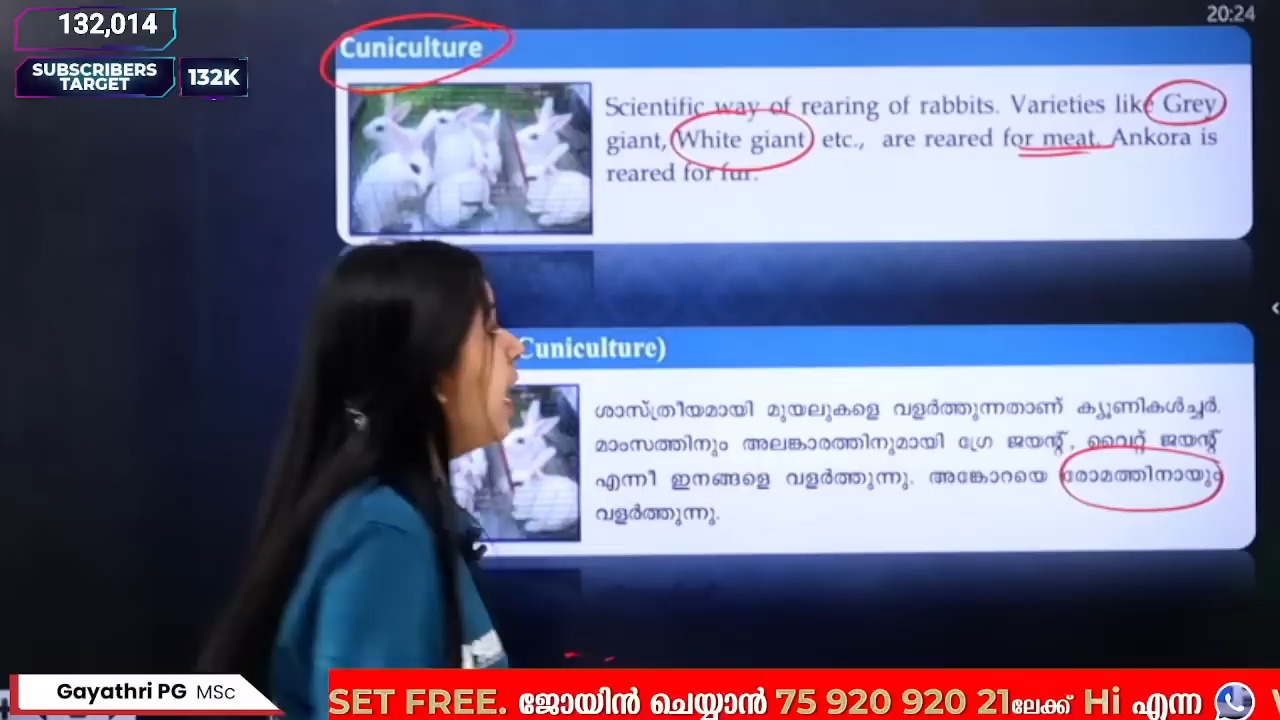 132,014
SUBSCRIBERS
TARGET
132K
20:24
Cuniculture
Scientific way of rearing of rabbits. Varieties like Grey
giant, White giant etc., are reared for meat. Ankora is
reared for fur.
Cuniculture)
ശാസ്ത്രീയമായി മുയലുകളെ വളർത്തുന്നതാണ് ക്യൂണികൾച്ചർ.
മാംസത്തിനും അലങ്കാരത്തിനുമായി ഗ്രേ ജയന്റ്, വൈറ്റ് ജയന്റ്
എന്നീ ഇനങ്ങളെ വളർത്തുന്നു. അങ്കോറയെ രോമത്തിനായും
വളർത്തുന്നു.
Gayathri PG MSc
SET FREE. ജോയിൻ ചെയ്യാൻ 75 920 920 21ലേക്ക് Hi എന്ന